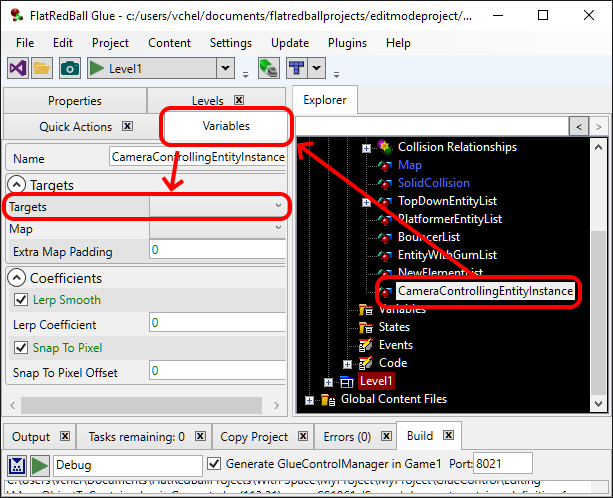 FlatRedBall Glue - c:/users/vchel/documents/flatredballprojects/editmodeproject/...
File Edit Project Content Settings Update Plugins Help
Level1
Properties Levels
Quick Actions Variables
Name CameraControllingEntityInstance
Targets
Targets
Map
Extra Map Padding 0
Coefficients
Lerp Smooth
Lerp Coefficient 0
Snap To Pixel
Snap To Pixel Offset 0
Explorer
Collision Relationships
Map
SolidCollision
TopDownEntityList
PlatformerEntityList
BouncerList
EntityWithGumList
NewElementList
CameraControllingEntityInstance
Variables
States
Events
Code
Level1
Global Content Files
Output Tasks remaining: 0 Copy Project Errors (0) Build
Debug Generate GlueControlManager in Game1 Port: 8021